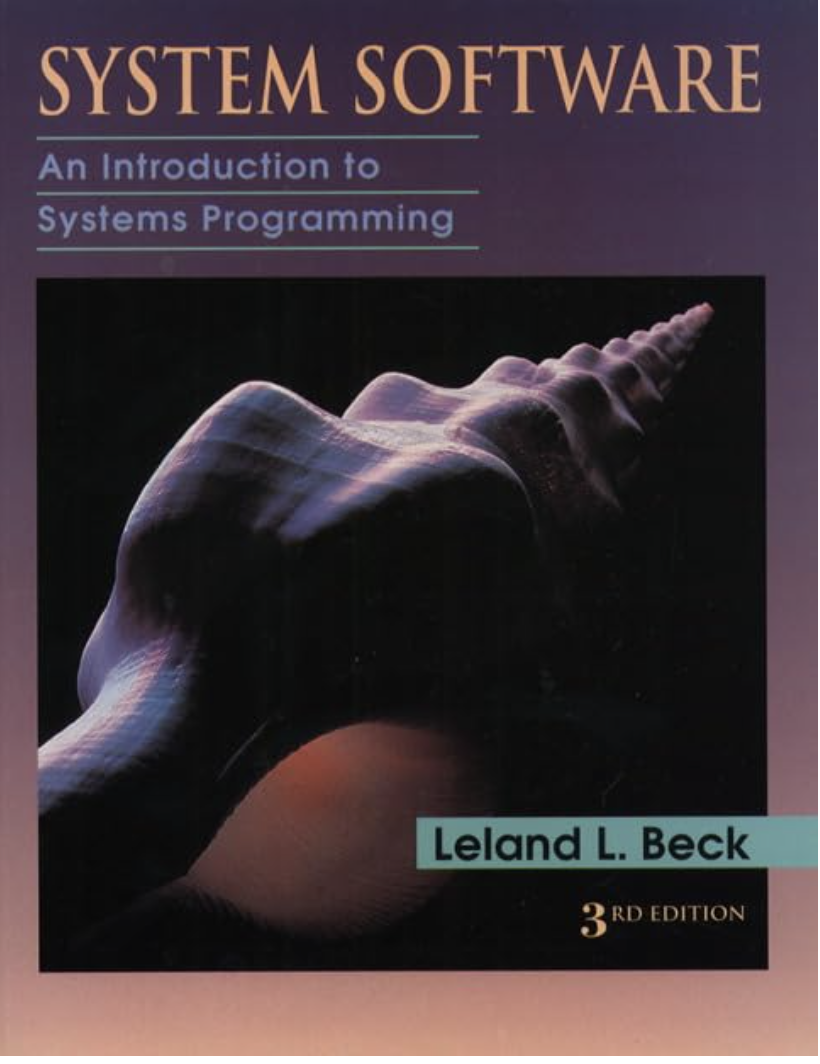 SYSTEM SOFTWARE
An Introduction to
Systems Programming
Leland L. Beck
3RD EDITION